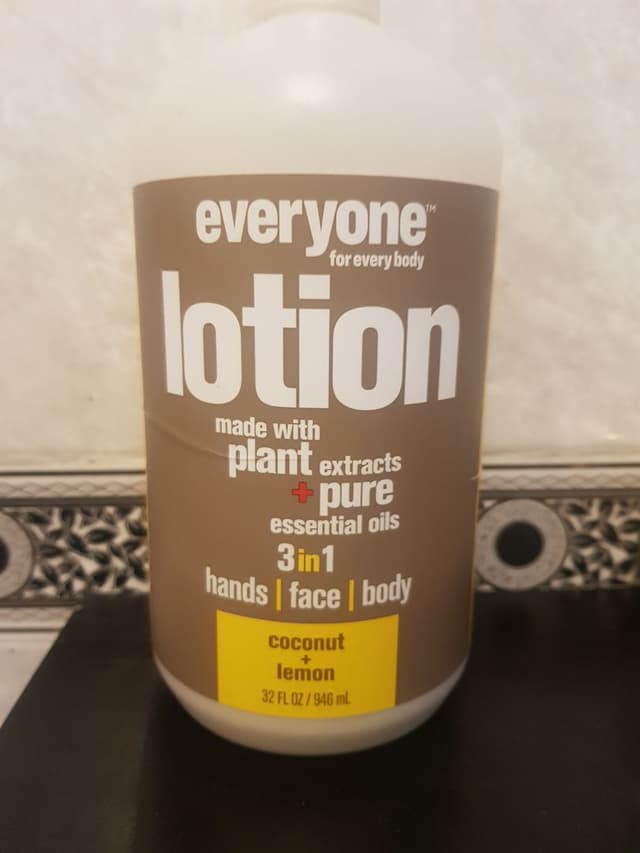 everyone™
for every body
lotion
made with
plant extracts
+ pure
essential oils
3in1
hands | face | body
coconut
+
lemon
32 FL OZ / 946 mL